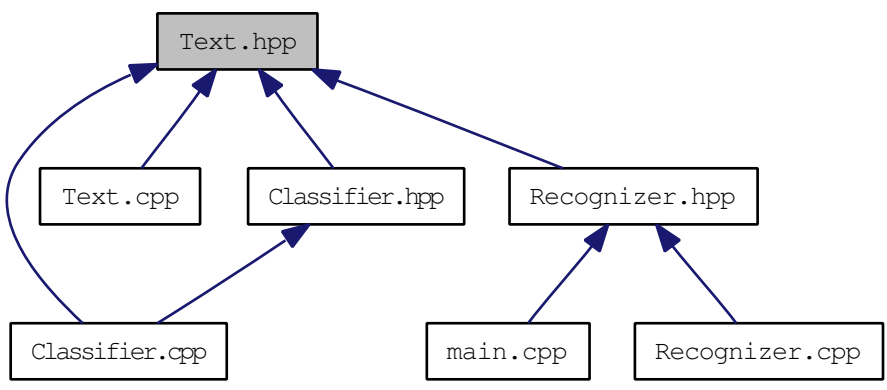 Text.hpp
Text.cpp
Classifier.hpp
Recognizer.hpp
Classifier.cpp
main.cpp
Recognizer.cpp